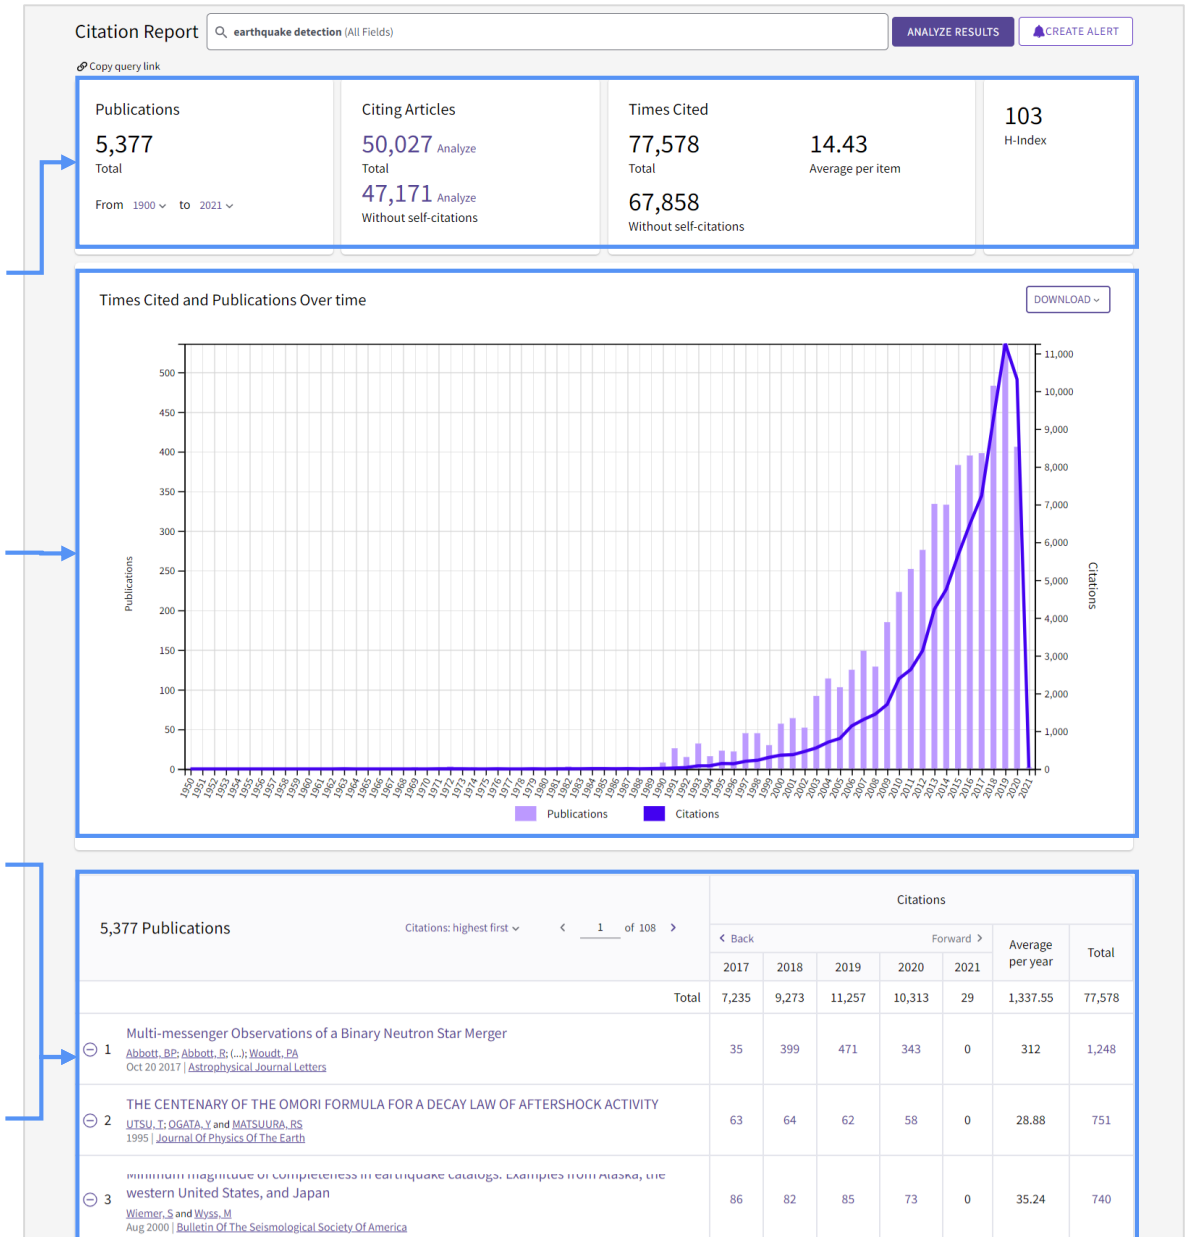 Citation Report
earthquake detection (All Fields)
ANALYZE RESULTS
CREATE ALERT
Copy query link
Publications
5,377
Total
From 1900 to 2021
Citing Articles
50,027 Analyze
Total
47,171 Analyze
Without self-citations
Times Cited
77,578
Total
67,858
Without self-citations
14.43
Average per item
103
H-Index
Times Cited and Publications Over time
DOWNLOAD
500
450
400
350
300
250
200
150
100
50
0
Publications
11,000
10,000
9,000
8,000
7,000
6,000
5,000
4,000
3,000
2,000
1,000
0
Citations
1950
1951
1952
1953
1954
1955
1956
1957
1958
1959
1960
1961
1962
1963
1964
1965
1966
1967
1968
1969
1970
1971
1972
1973
1974
1975
1976
1977
1978
1979
1980
1981
1982
1983
1984
1985
1986
1987
1988
1989
1990
1991
1992
1993
1994
1995
1996
1997
1998
1999
2000
2001
2002
2003
2004
2005
2006
2007
2008
2009
2010
2011
2012
2013
2014
2015
2016
2017
2018
2019
2020
2021
Publications
Citations
5,377 Publications
Citations: highest first
1 of 108
Citations
Back
Forward
2017 2018 2019 2020 2021
Average per year
Total
Total 7,235 9,273 11,257 10,313 29 1,337.55 77,578
1
Multi-messenger Observations of a Binary Neutron Star Merger
Abbott, BP; Abbott, R; (...); Woudt, PA
Oct 20 2017 | Astrophysical Journal Letters
35 399 471 343 0 312 1,248
2
THE CENTENARY OF THE OMORI FORMULA FOR A DECAY LAW OF AFTERSHOCK ACTIVITY
UTSU, T; OGATA, Y and MATSUURA, RS
1995 | Journal Of Physics Of The Earth
63 64 62 58 0 28.88 751
3
Minimum magnitude of completeness in earthquake catalogs: Examples from Alaska, the
western United States, and Japan
Wiemer, S and Wyss, M
Aug 2000 | Bulletin Of The Seismological Society Of America
86 82 85 73 0 35.24 740